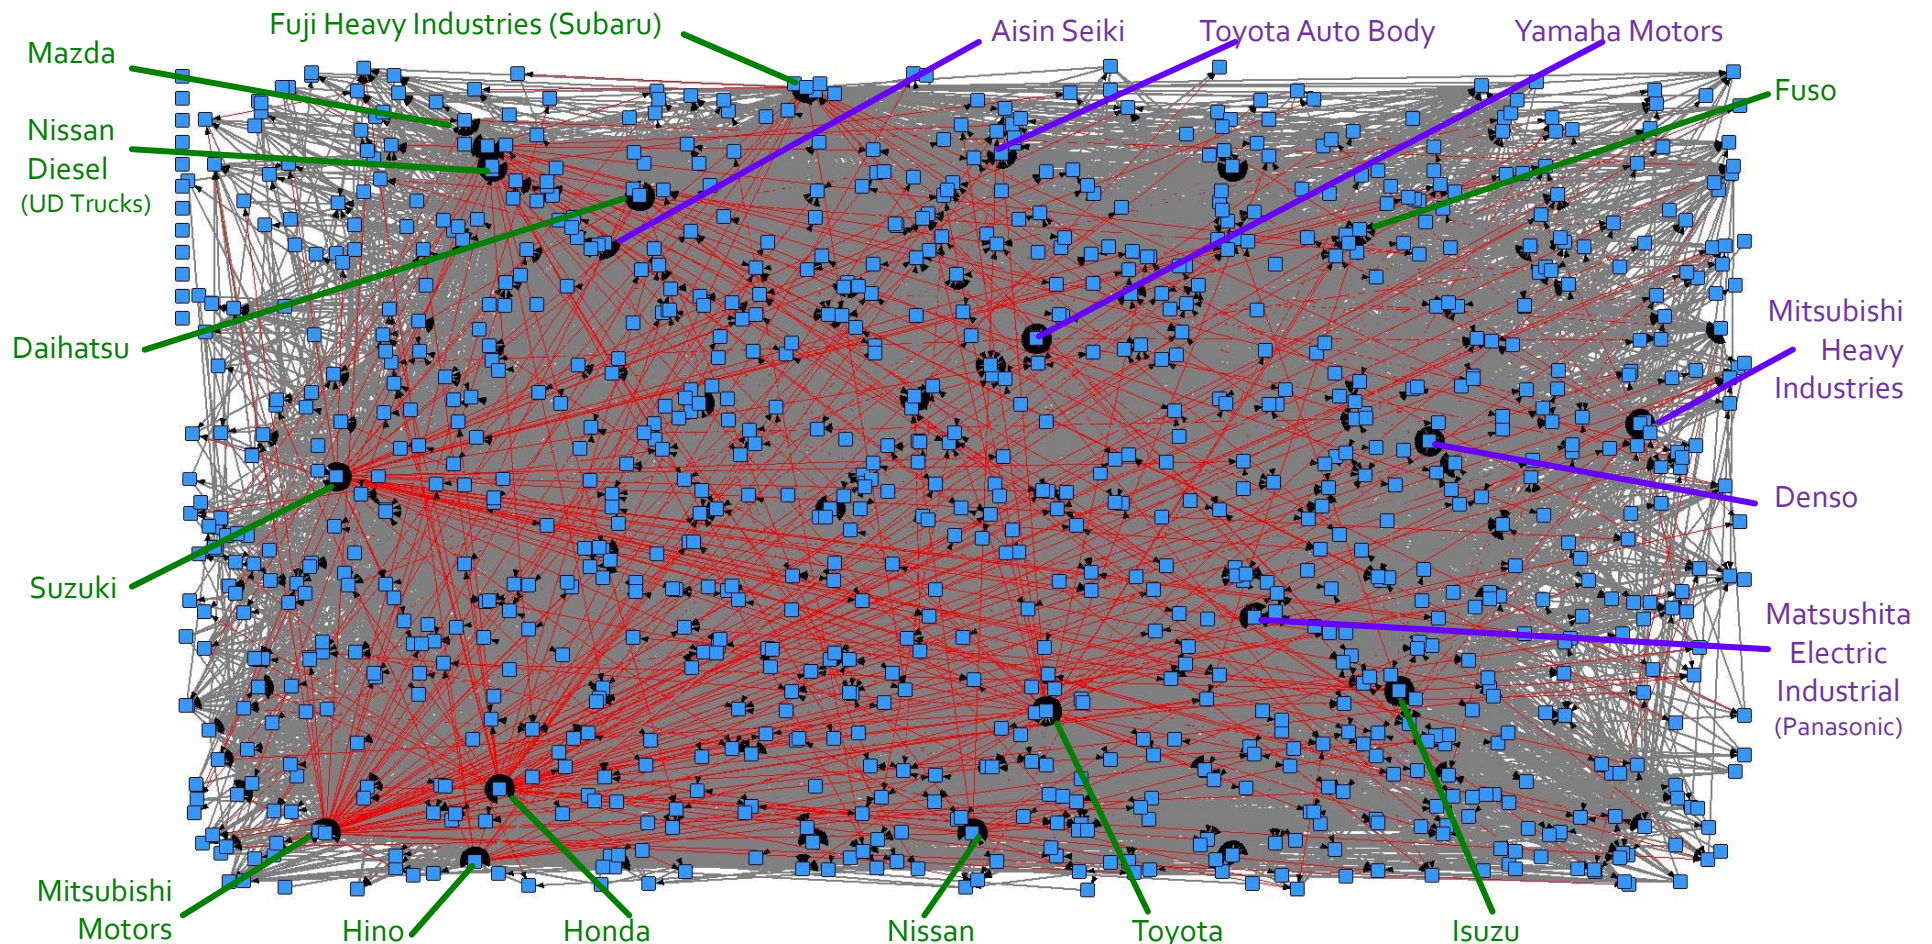 Fuji Heavy Industries (Subaru)
Aisin Seiki
Toyota Auto Body
Yamaha Motors
Mazda
Fuso
Nissan
Diesel
(UD Trucks)
Daihatsu
Mitsubishi
Heavy
Industries
Denso
Suzuki
Matsushita
Electric
Industrial
(Panasonic)
Mitsubishi
Motors
Hino
Honda
Nissan
Toyota
Isuzu